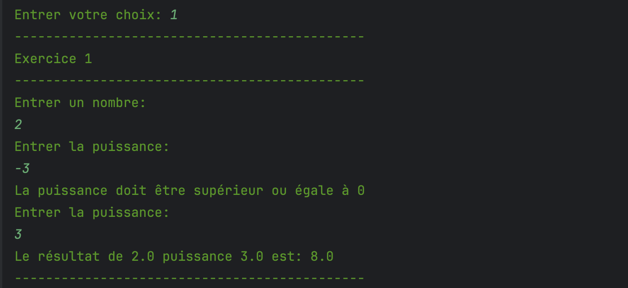 Entrer votre choix: 1
---------------------------------------------
Exercice 1
---------------------------------------------
Entrer un nombre:
2
Entrer la puissance:
-3
La puissance doit être supérieur ou égale à 0
Entrer la puissance:
3
Le résultat de 2.0 puissance 3.0 est: 8.0
---------------------------------------------